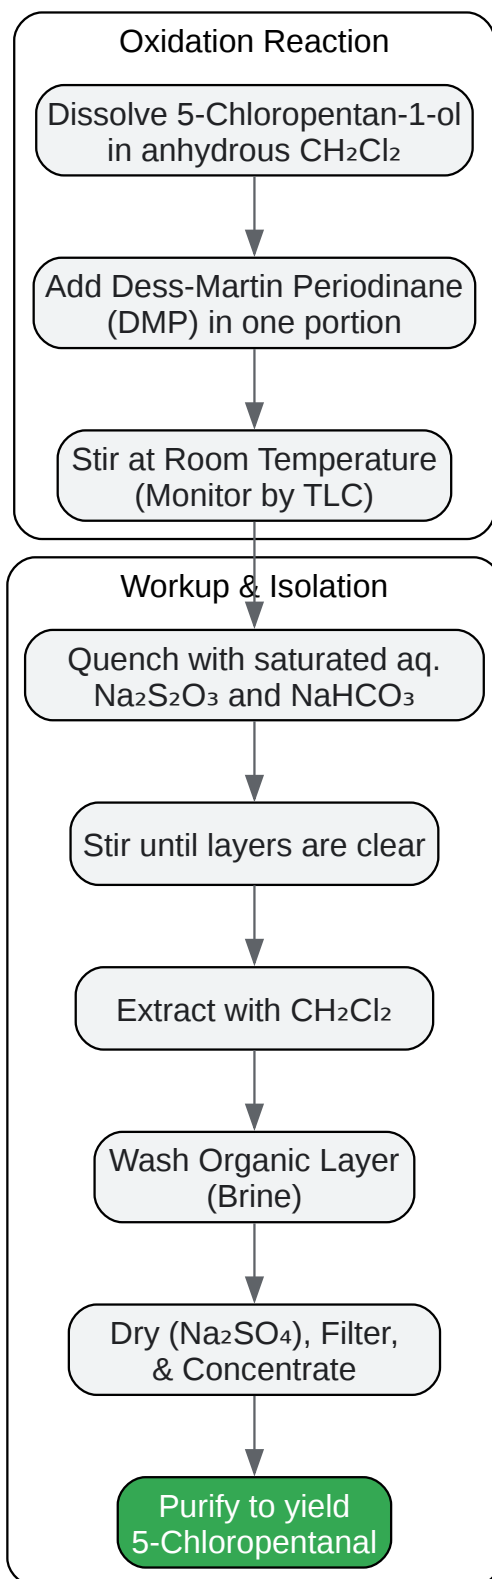 Oxidation Reaction
Dissolve 5-Chloropentan-1-ol
in anhydrous CH₂Cl₂
Add Dess-Martin Periodinane
(DMP) in one portion
Stir at Room Temperature
(Monitor by TLC)
Workup & Isolation
Quench with saturated aq.
Na₂S₂O₃ and NaHCO₃
Stir until layers are clear
Extract with CH₂Cl₂
Wash Organic Layer
(Brine)
Dry (Na₂SO₄), Filter,
& Concentrate
Purify to yield
5-Chloropentanal